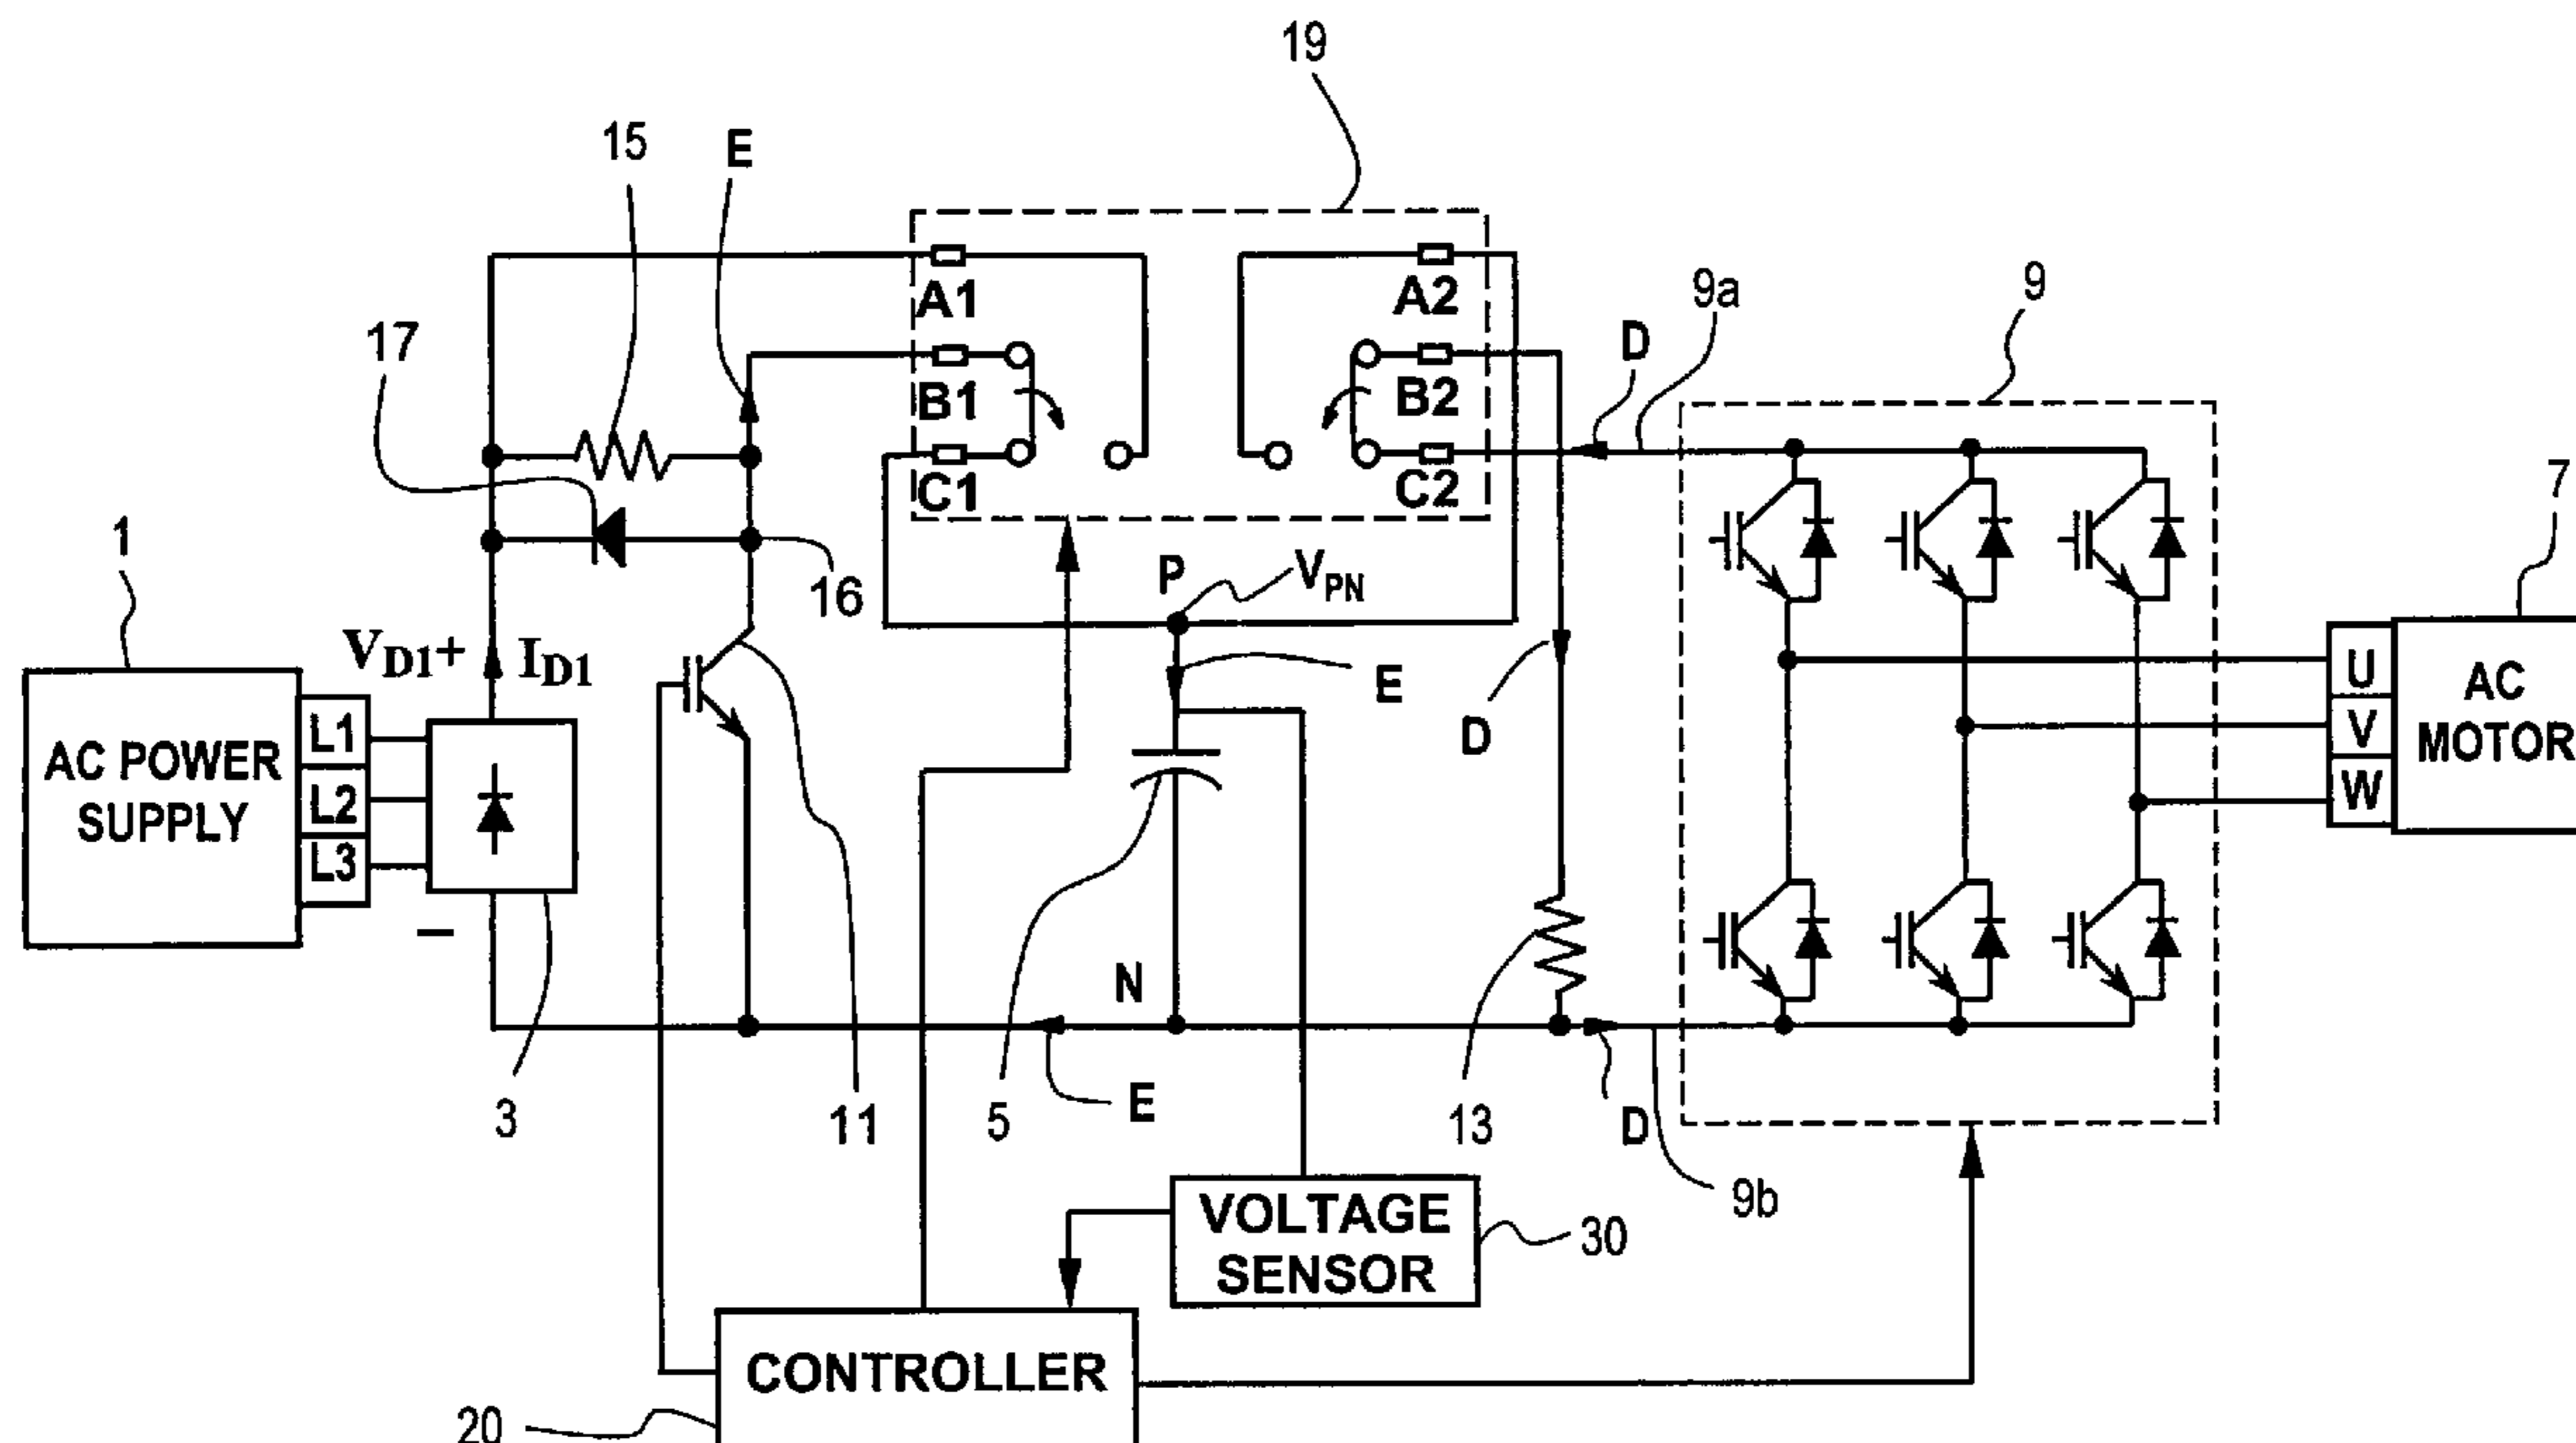 19
15
E
A1
A2
9a
9
D
17
B1
B2
C1
C2
7
1
16
P
VPN
VD1+
ID1
E
U
V
W
AC
MOTOR
D
AC POWER
SUPPLY
L1
L2
L3
–
N
3
11
5
E
13
D
9b
VOLTAGE
SENSOR
30
CONTROLLER
20